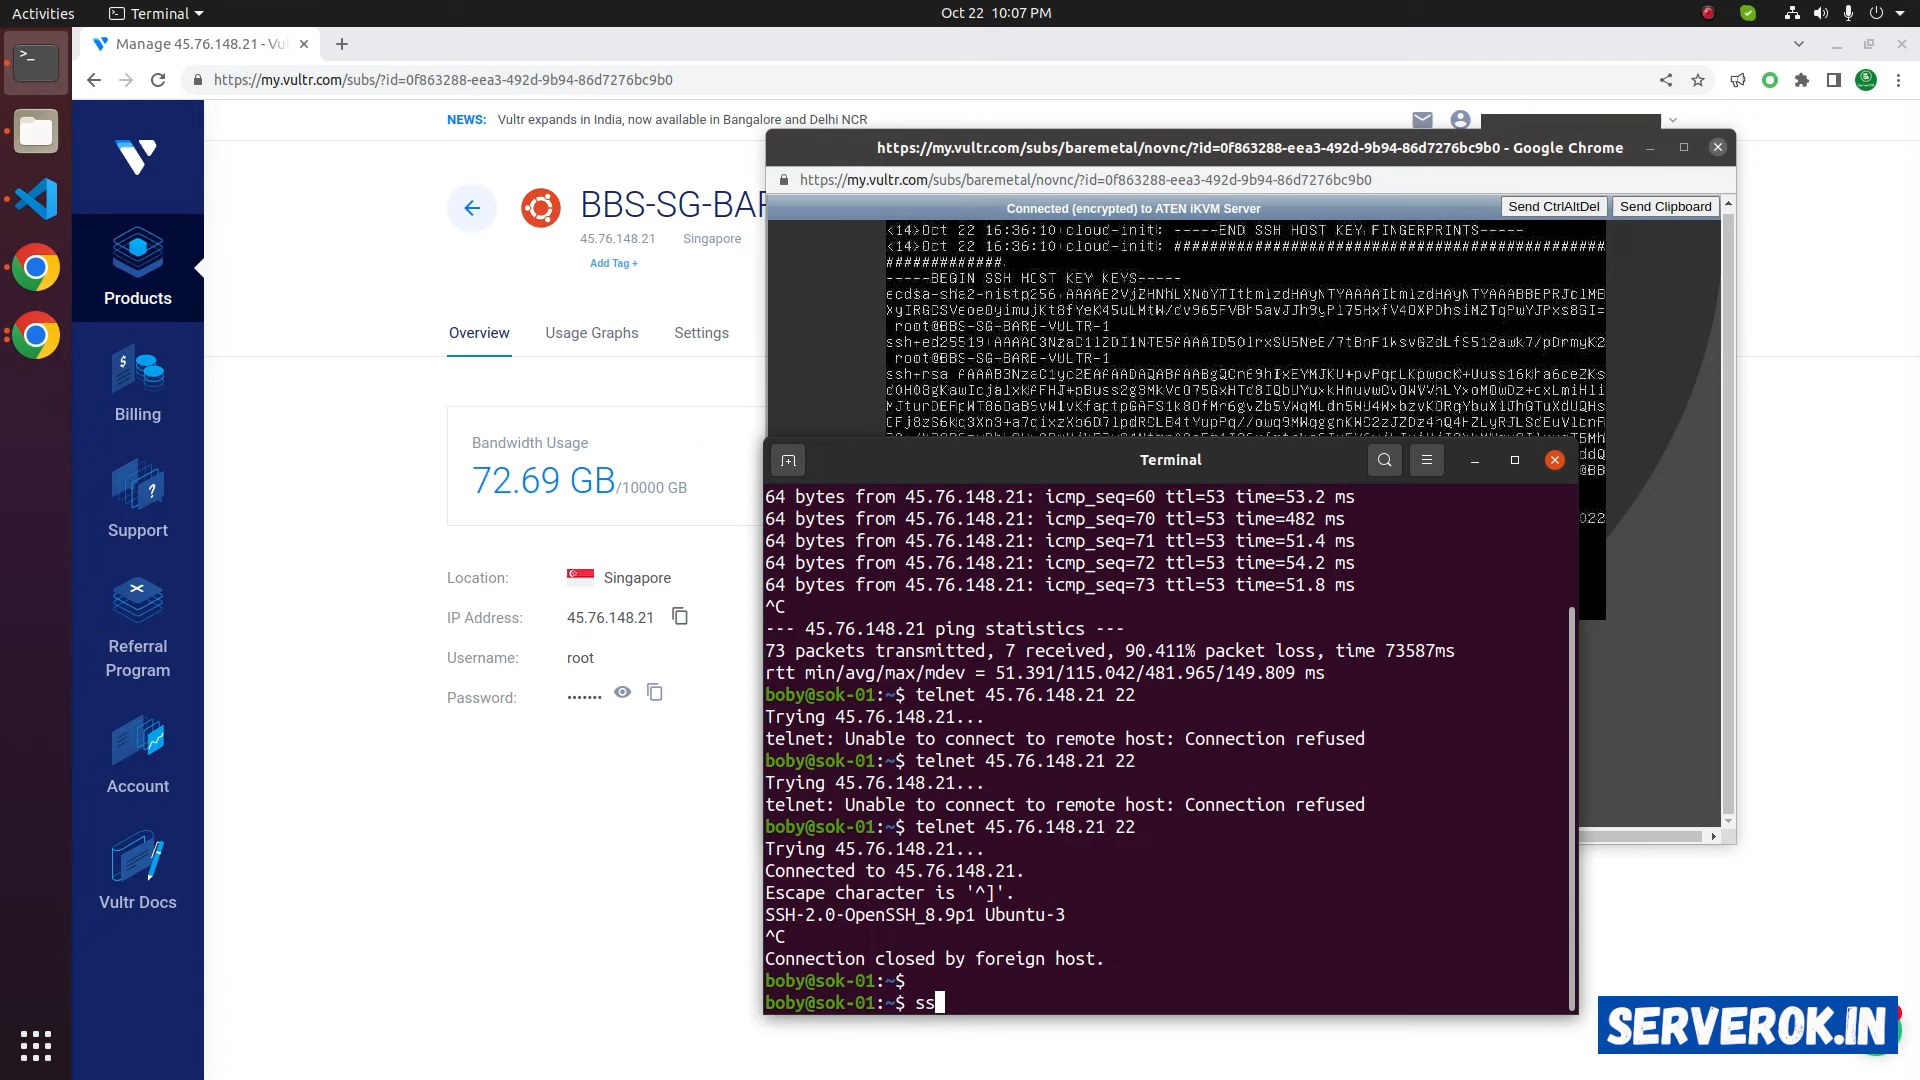 Activities
Terminal
Oct 22 10:07 PM
Manage 45.76.148.21 - Vul
https://my.vultr.com/subs/?id=0f863288-eea3-492d-9b94-86d7276bc9b0
NEWS: Vultr expands in India, now available in Bangalore and Delhi NCR
BBS-SG-BAR
45.76.148.21 Singapore
Add Tag +
Overview Usage Graphs Settings
Bandwidth Usage
72.69 GB/10000 GB
Location: Singapore
IP Address: 45.76.148.21
Username: root
Password: •••••••
Products
Billing
Support
Referral
Program
Account
Vultr Docs
https://my.vultr.com/subs/baremetal/novnc/?id=0f863288-eea3-492d-9b94-86d7276bc9b0 - Google Chrome
https://my.vultr.com/subs/baremetal/novnc/?id=0f863288-eea3-492d-9b94-86d7276bc9b0
Connected (encrypted) to ATEN iKVM Server
Send CtrlAltDel
Send Clipboard
<14>Oct 22 16:36:10 cloud-init: -----END SSH HOST KEY FINGERPRINTS-----
-----BEGIN SSH HOST KEY KEYS-----
ecdsa-sha2-nistp256
root@BBS-SG-BARE-VULTR-1
ssh-ed25519
root@BBS-SG-BARE-VULTR-1
ssh-rsa
Terminal
64 bytes from 45.76.148.21: icmp_seq=60 ttl=53 time=53.2 ms
64 bytes from 45.76.148.21: icmp_seq=70 ttl=53 time=482 ms
64 bytes from 45.76.148.21: icmp_seq=71 ttl=53 time=51.4 ms
64 bytes from 45.76.148.21: icmp_seq=72 ttl=53 time=54.2 ms
64 bytes from 45.76.148.21: icmp_seq=73 ttl=53 time=51.8 ms
^C
--- 45.76.148.21 ping statistics ---
73 packets transmitted, 7 received, 90.411% packet loss, time 73587ms
rtt min/avg/max/mdev = 51.391/115.042/481.965/149.809 ms
boby@sok-01:~$ telnet 45.76.148.21 22
Trying 45.76.148.21...
telnet: Unable to connect to remote host: Connection refused
boby@sok-01:~$ telnet 45.76.148.21 22
Trying 45.76.148.21...
telnet: Unable to connect to remote host: Connection refused
boby@sok-01:~$ telnet 45.76.148.21 22
Trying 45.76.148.21...
Connected to 45.76.148.21.
Escape character is '^]'.
SSH-2.0-OpenSSH_8.9p1 Ubuntu-3
^C
Connection closed by foreign host.
boby@sok-01:~$
boby@sok-01:~$ ss
SERVEROK.IN